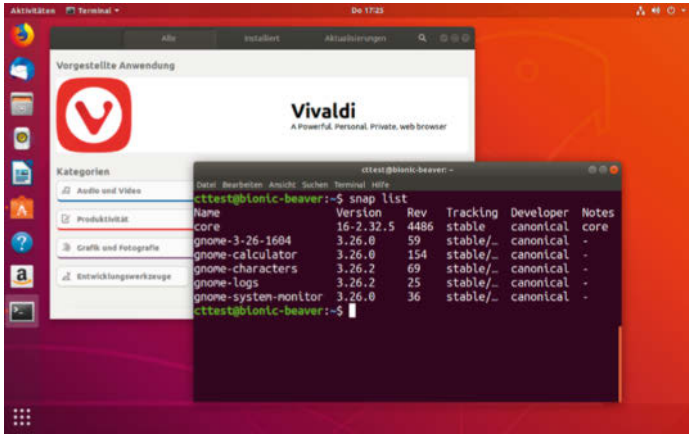 Aktivitäten Terminal Do 17:25
Alle Installiert Aktualisierungen
Vorgestellte Anwendung
Vivaldi
A Powerful. Personal. Private. web browser
Kategorien
Audio und Video
Produktivität
Grafik und Fotografie
Entwicklungswerkzeuge
cttest@bionic-beaver: ~
Datei Bearbeiten Ansicht Suchen Terminal Hilfe
cttest@bionic-beaver:~$ snap list
Name Version Rev Tracking Developer Notes
core 16-2.32.5 4486 stable canonical core
gnome-3-26-1604 3.26.0 59 stable/… canonical -
gnome-calculator 3.26.0 154 stable/… canonical -
gnome-characters 3.26.2 69 stable/… canonical -
gnome-logs 3.26.2 25 stable/… canonical -
gnome-system-monitor 3.26.0 36 stable/… canonical -
cttest@bionic-beaver:~$